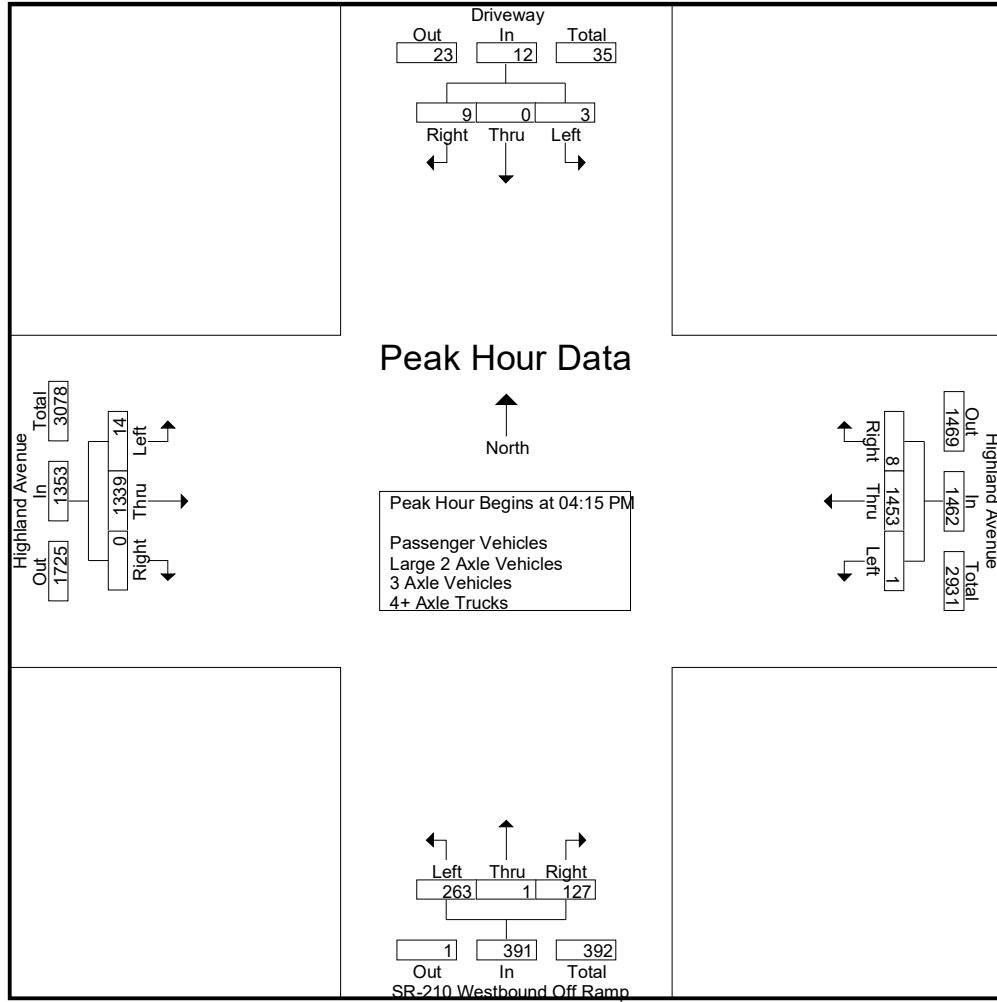 Driveway
Out In Total
23 12 35
9 0 3
Right Thru Left
Peak Hour Data
North
Peak Hour Begins at 04:15 PM
Passenger Vehicles
Large 2 Axle Vehicles
3 Axle Vehicles
4+ Axle Trucks
Highland Avenue
Out In Total
1725 1353 3078
Right Thru Left
0 1339 14
Highland Avenue
Out In Total
1469 1462 2931
Right Thru Left
8 1453 1
Left Thru Right
263 1 127
1 391 392
Out In Total
SR-210 Westbound Off Ramp